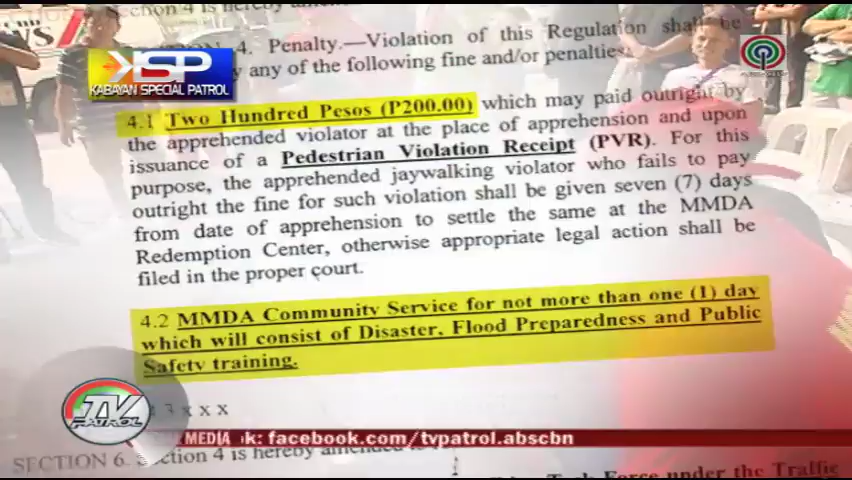 Section 4 is hereby
4. Penalty.—Violation of this Regulation shall be
any of the following fine and/or penalties:
KSP
KABAYAN SPECIAL PATROL
4.1 Two Hundred Pesos (P200.00) which may paid outright by
the apprehended violator at the place of apprehension and upon
issuance of a Pedestrian Violation Receipt (PVR). For this
purpose, the apprehended jaywalking violator who fails to pay
outright the fine for such violation shall be given seven (7) days
from date of apprehension to settle the same at the MMDA
Redemption Center, otherwise appropriate legal action shall be
filed in the proper court.
4.2 MMDA Community Service for not more than one (1) day
which will consist of Disaster, Flood Preparedness and Public
Safety training.
3 x x x
TV PATROL
MEDIA
k: facebook.com/tvpatrol.abscbn
SECTION 6. Section 4 is hereby amended
Task Force under the Traffic